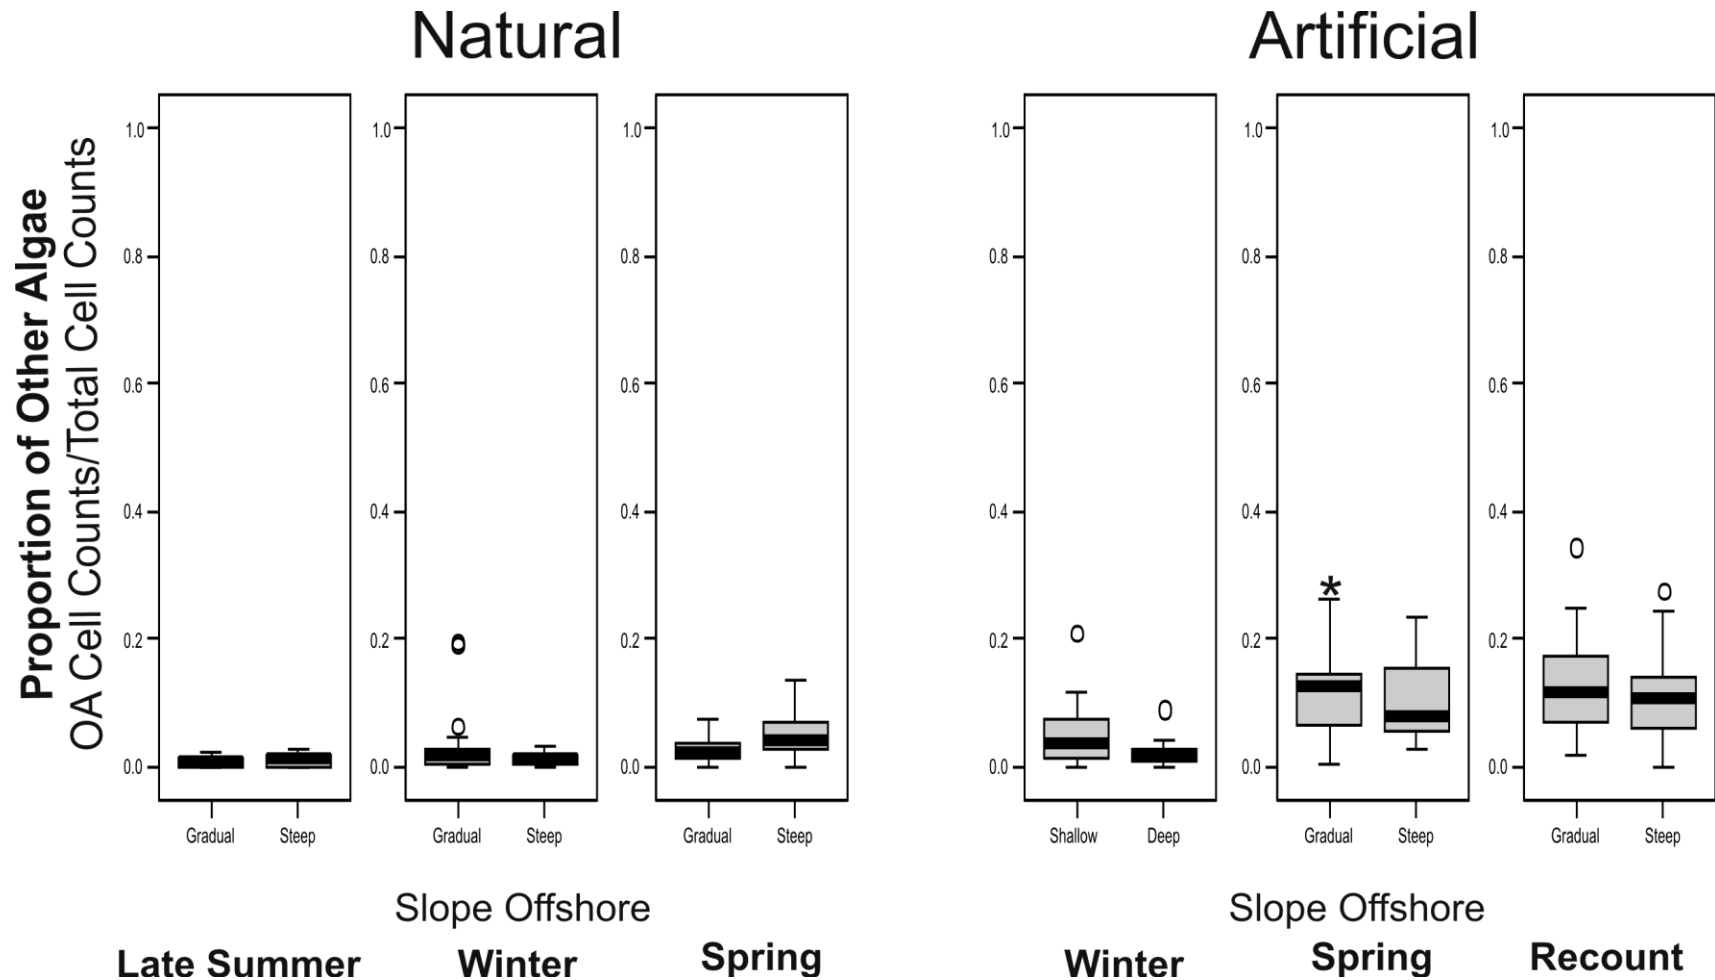 Natural
Artificial
Proportion of Other Algae
OA Cell Counts/Total Cell Counts
1.0
0.8
0.6
0.4
0.2
0.0
Gradual Steep
1.0
0.8
0.6
0.4
0.2
0.0
Gradual Steep
1.0
0.8
0.6
0.4
0.2
0.0
Gradual Steep
1.0
0.8
0.6
0.4
0.2
0.0
Shallow Deep
1.0
0.8
0.6
0.4
0.2
0.0
*
Gradual Steep
1.0
0.8
0.6
0.4
0.2
0.0
Gradual Steep
Slope Offshore
Slope Offshore
Late Summer Winter Spring
Winter Spring Recount